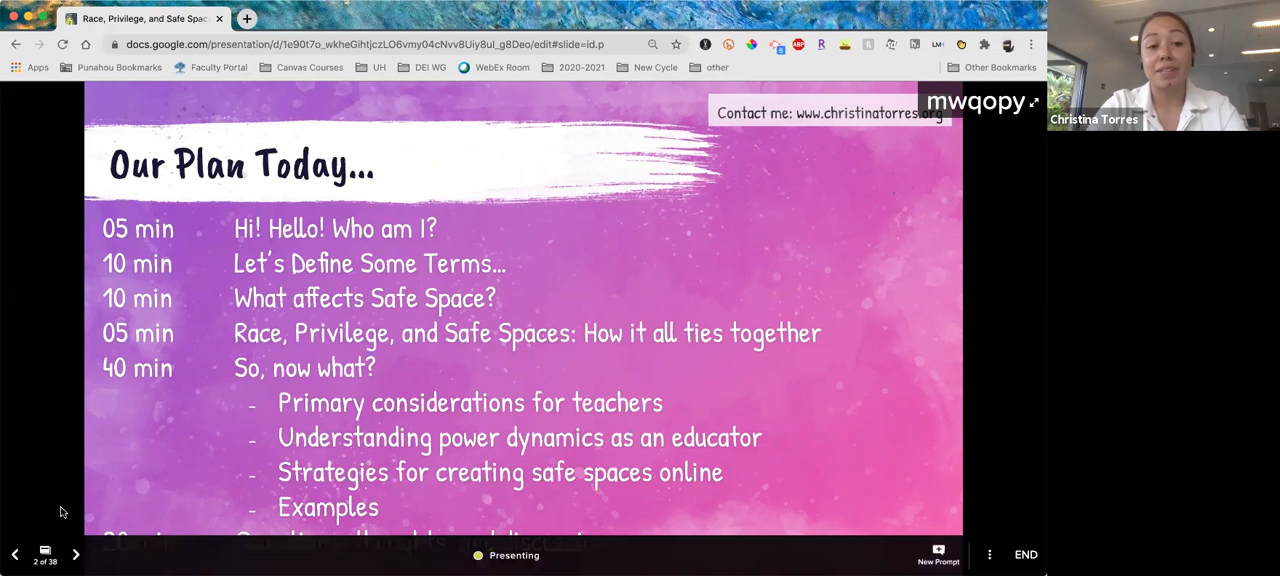 Race, Privilege, and Safe Spac
docs.google.com/presentation/d/1e90t7o_wkheGihtjczLO6vmy04cNvv8Uiy8ul_g8Deo/edit#slide=id.p
Apps Punahou Bookmarks Faculty Portal Canvas Courses UH DEI WG WebEx Room 2020-2021 New Cycle other Other Bookmarks
Contact me: www.christinatorres.org
mwqopy
Christina Torres
Our Plan Today...
05 min Hi! Hello! Who am I?
10 min Let's Define Some Terms...
10 min What affects Safe Space?
05 min Race, Privilege, and Safe Spaces: How it all ties together
40 min So, now what?
- Primary considerations for teachers
- Understanding power dynamics as an educator
- Strategies for creating safe spaces online
- Examples
2 of 38
Presenting
New Prompt
END